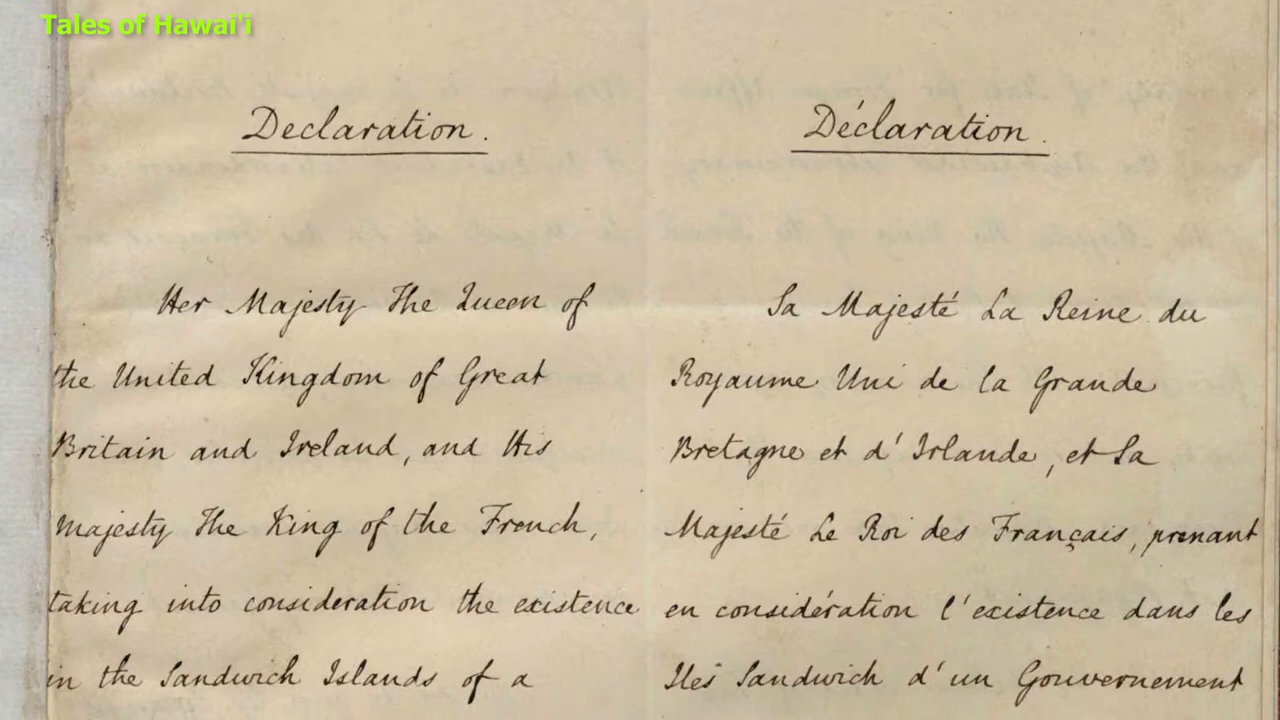 Tales of Hawai'i
Declaration.
Her Majesty The Queen of
the United Kingdom of Great
Britain and Ireland, and His
Majesty The King of the French,
taking into consideration the existence
in the Sandwich Islands of a
Déclaration.
Sa Majesté La Reine du
Royaume Uni de la Grande
Bretagne et d'Irlande, et Sa
Majesté Le Roi des Français, prenant
en considération l'existence dans les
Iles Sandwich d'un Gouvernement